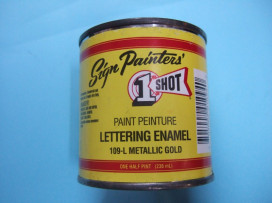 Sign Painters'
1 SHOT
PAINT PEINTURE
LETTERING ENAMEL
109-L METALLIC GOLD
ONE HALF PINT (236 mL)